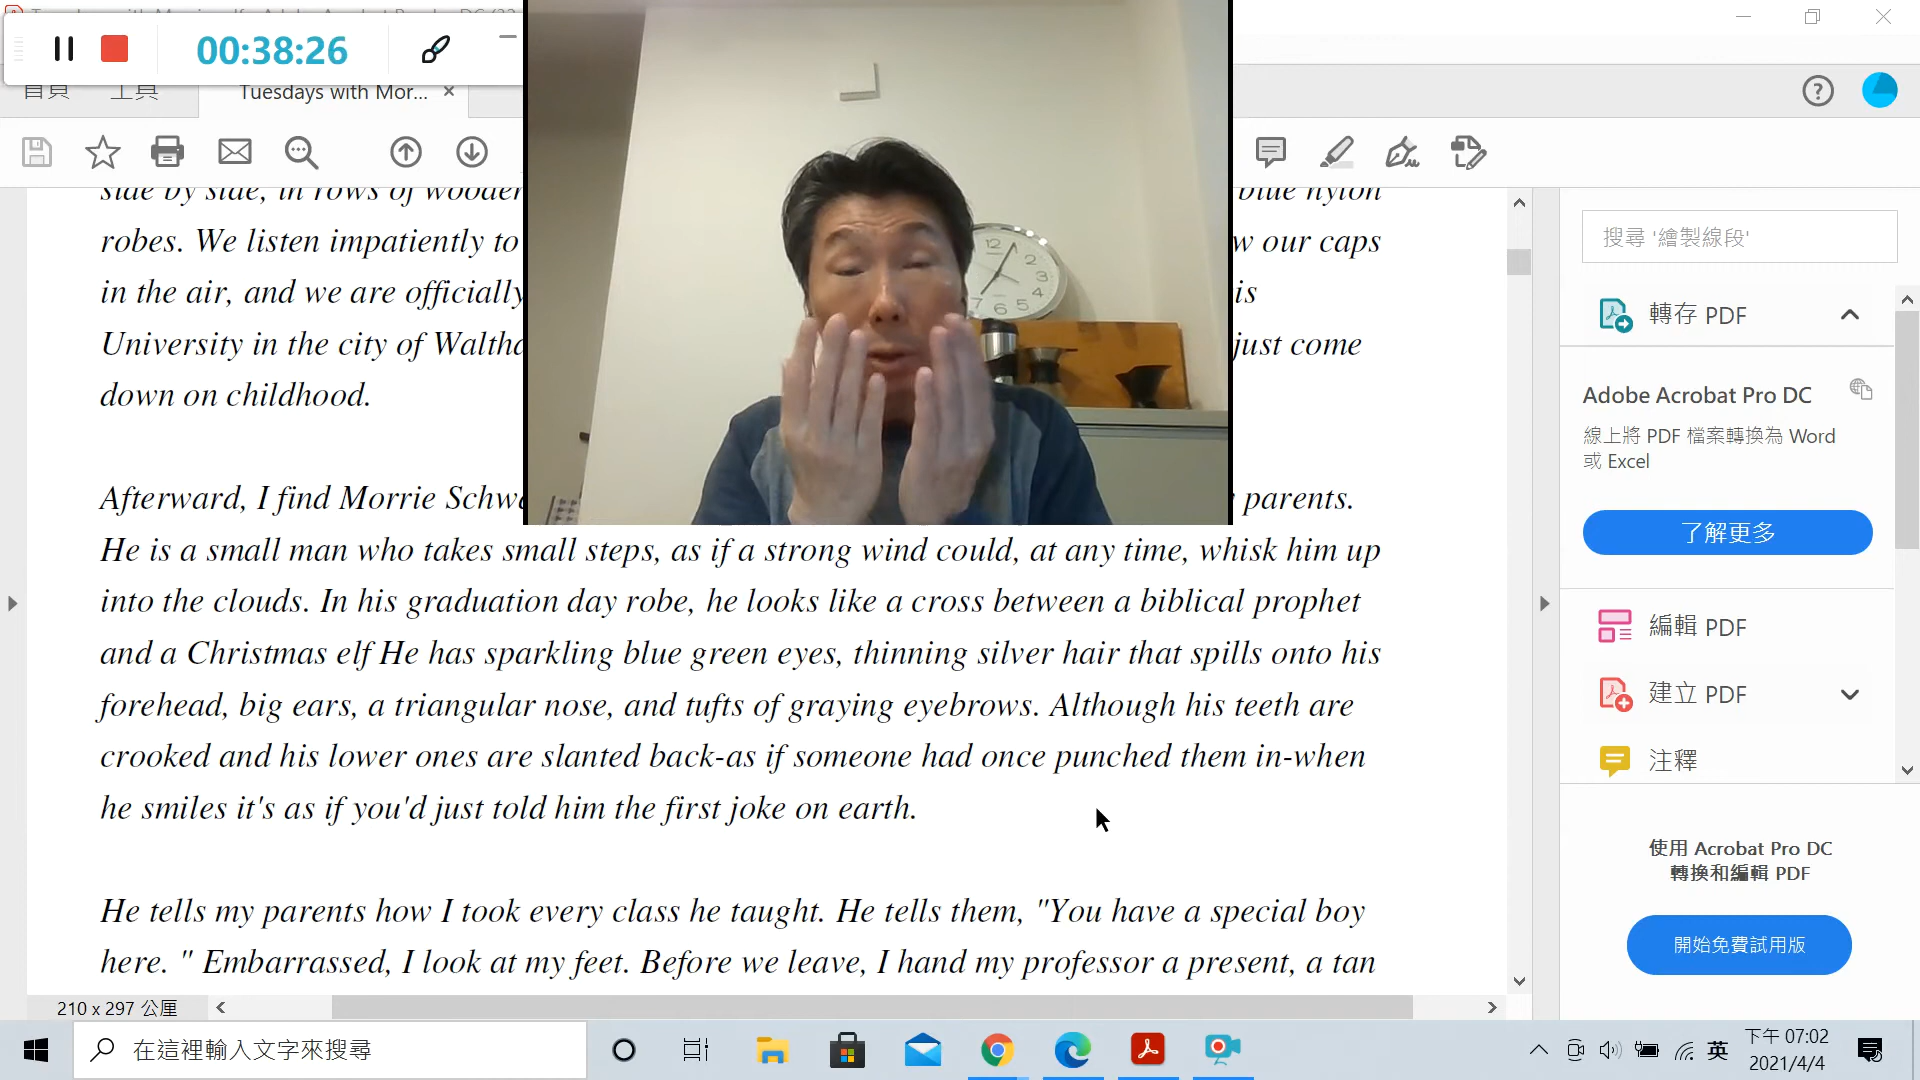 00:38:26
首頁 工具 Tuesdays with Mor...
side by side, in rows of wooden
blue nylon
robes. We listen impatiently to
w our caps
in the air, and we are officially
is
University in the city of Waltha
just come
down on childhood.
Afterward, I find Morrie Schwa
parents.
He is a small man who takes small steps, as if a strong wind could, at any time, whisk him up
into the clouds. In his graduation day robe, he looks like a cross between a biblical prophet
and a Christmas elf He has sparkling blue green eyes, thinning silver hair that spills onto his
forehead, big ears, a triangular nose, and tufts of graying eyebrows. Although his teeth are
crooked and his lower ones are slanted back-as if someone had once punched them in-when
he smiles it's as if you'd just told him the first joke on earth.
He tells my parents how I took every class he taught. He tells them, "You have a special boy
here. " Embarrassed, I look at my feet. Before we leave, I hand my professor a present, a tan
210 x 297 公厘
12
2
3
4
5
6
7
搜尋 '繪製線段'
轉存 PDF
Adobe Acrobat Pro DC
線上將 PDF 檔案轉換為 Word
或 Excel
了解更多
編輯 PDF
建立 PDF
注釋
使用 Acrobat Pro DC
轉換和編輯 PDF
開始免費試用版
在這裡輸入文字來搜尋
英
下午 07:02
2021/4/4